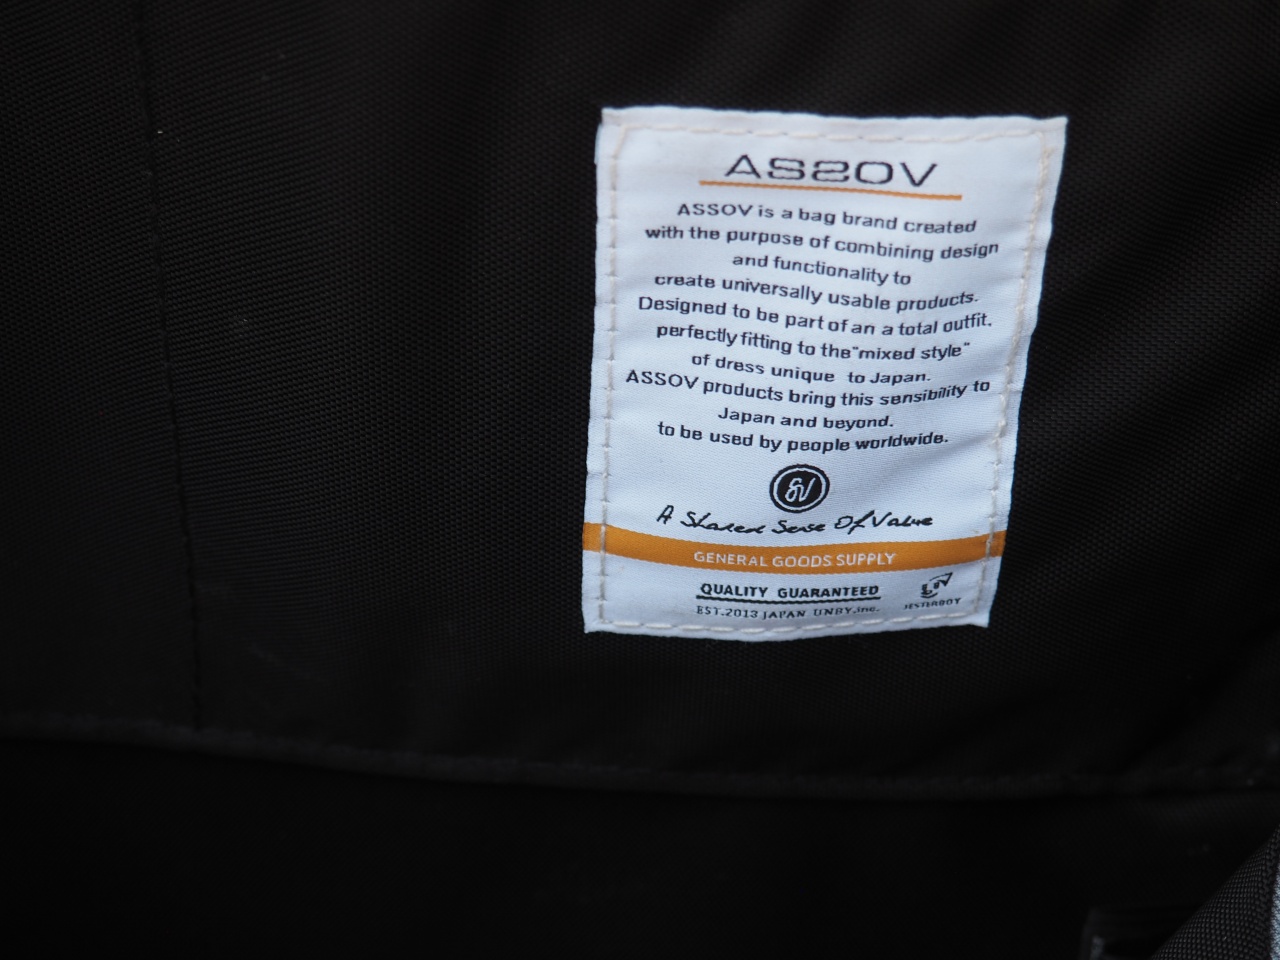 ASSOV
ASSOV is a bag brand created
with the purpose of combining design
and functionality to
create universally usable products.
Designed to be part of an a total outfit.
perfectly fitting to the "mixed style"
of dress unique to Japan.
ASSOV products bring this sensibility to
Japan and beyond.
to be used by people worldwide.
SV
A Shared Sense Of Value
GENERAL GOODS SUPPLY
QUALITY GUARANTEED
EST.2013 JAPAN UNBY,inc.
JESTERBOY